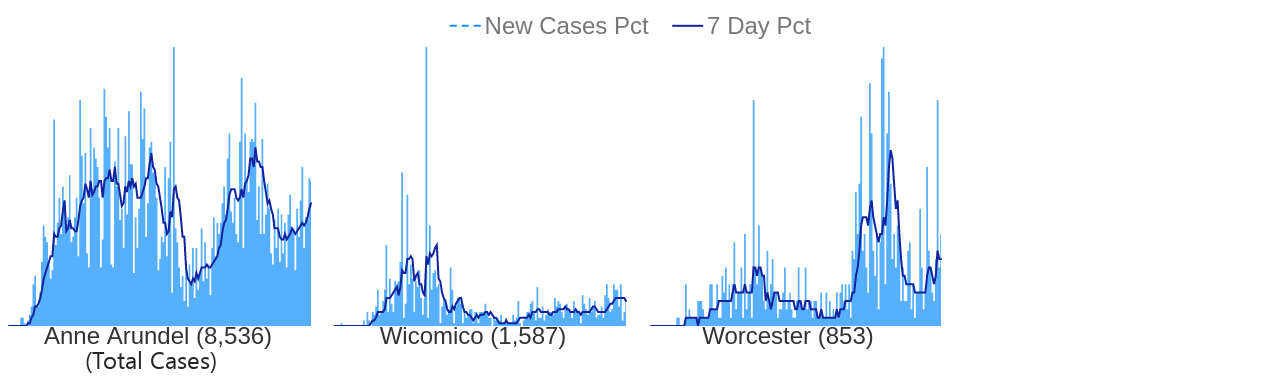 New Cases Pct 7 Day Pct
Anne Arundel (8,536) Wicomico (1,587) Worcester (853)
(Total Cases)